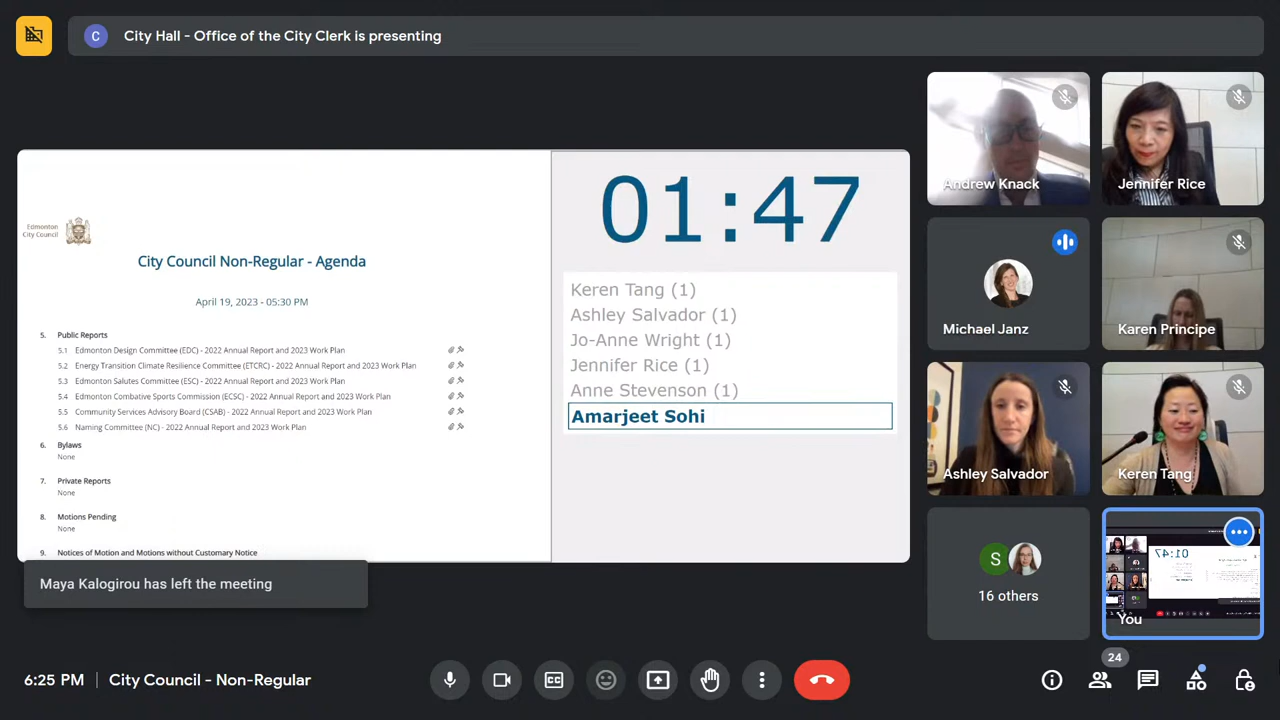 C City Hall - Office of the City Clerk is presenting
Edmonton
City Council
City Council Non-Regular - Agenda
April 19, 2023 - 05:30 PM
5. Public Reports
5.1 Edmonton Design Committee (EDC) - 2022 Annual Report and 2023 Work Plan
5.2 Energy Transition Climate Resilience Committee (ETCRC) - 2022 Annual Report and 2023 Work Plan
5.3 Edmonton Salutes Committee (ESC) - 2022 Annual Report and 2023 Work Plan
5.4 Edmonton Combative Sports Commission (ECSC) - 2022 Annual Report and 2023 Work Plan
5.5 Community Services Advisory Board (CSAB) - 2022 Annual Report and 2023 Work Plan
5.6 Naming Committee (NC) - 2022 Annual Report and 2023 Work Plan
6. Bylaws
None
7. Private Reports
None
8. Motions Pending
None
9. Notices of Motion and Motions without Customary Notice
01:47
Keren Tang (1)
Ashley Salvador (1)
Jo-Anne Wright (1)
Jennifer Rice (1)
Anne Stevenson (1)
Amarjeet Sohi
Andrew Knack
Jennifer Rice
Michael Janz
Karen Principe
Ashley Salvador
Keren Tang
S
16 others
01:47
You
Maya Kalogirou has left the meeting
6:25 PM | City Council - Non-Regular
CC
24